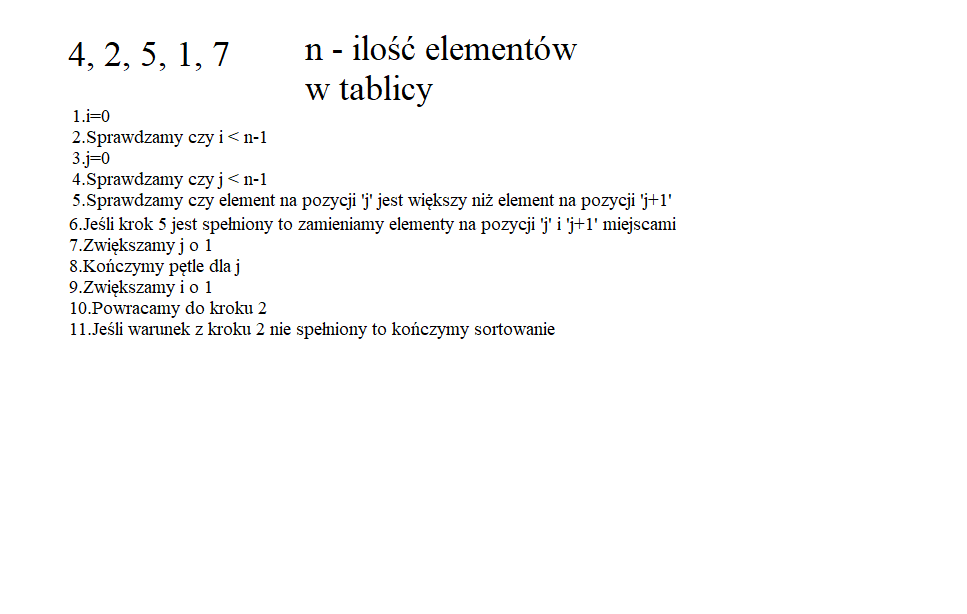 4, 2, 5, 1, 7
n - ilość elementów
w tablicy
1.i=0
2.Sprawdzamy czy i < n-1
3.j=0
4.Sprawdzamy czy j < n-1
5.Sprawdzamy czy element na pozycji 'j' jest większy niż element na pozycji 'j+1'
6.Jeśli krok 5 jest spełniony to zamieniamy elementy na pozycji 'j' i 'j+1' miejscami
7.Zwiększamy j o 1
8.Kończymy pętle dla j
9.Zwiększamy i o 1
10.Powracamy do kroku 2
11.Jeśli warunek z kroku 2 nie spełniony to kończymy sortowanie